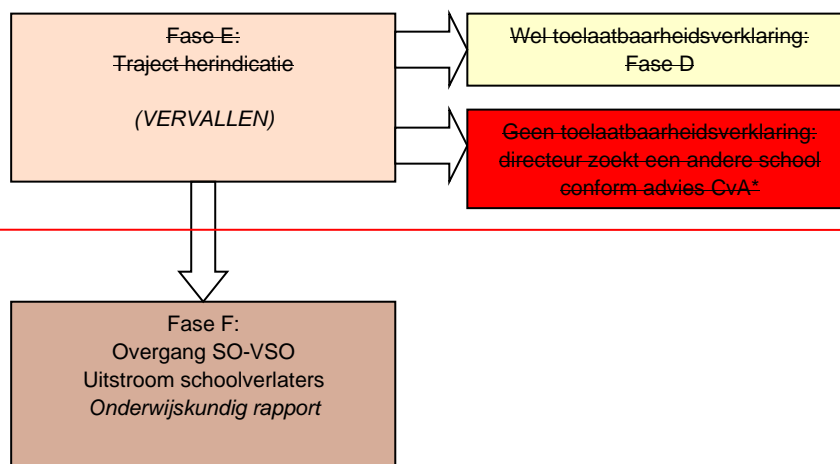 Fase E:
Traject herindicatie
(VERVALLEN)
Wel toelaatbaarheidsverklaring:
Fase D
Geen toelaatbaarheidsverklaring:
directeur zoekt een andere school
conform advies CvA*
Fase F:
Overgang SO-VSO
Uitstroom schoolverlaters
Onderwijskundig rapport